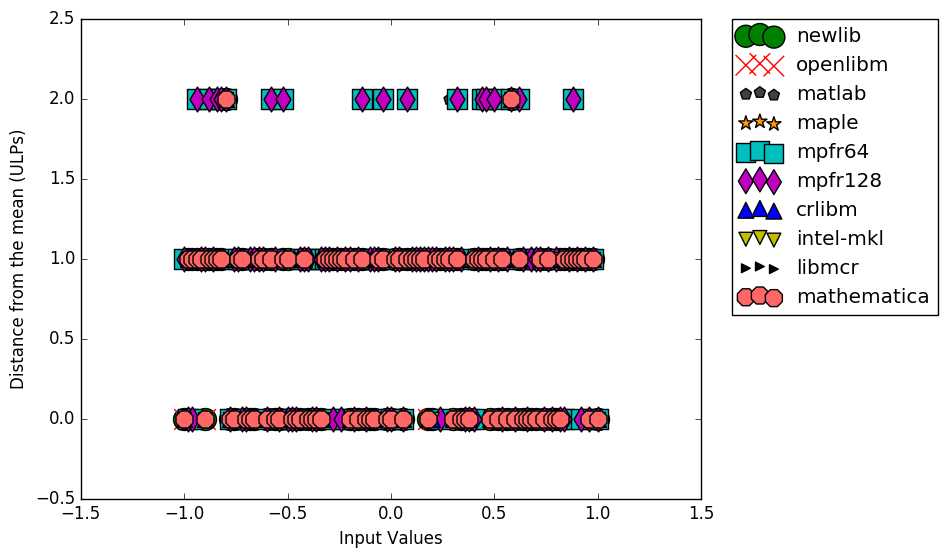 2.5
2.0
1.5
1.0
0.5
0.0
−0.5
−1.5 −1.0 −0.5 0.0 0.5 1.0 1.5
Distance from the mean (ULPs)
Input Values
newlib
openlibm
matlab
maple
mpfr64
mpfr128
crlibm
intel-mkl
libmcr
mathematica